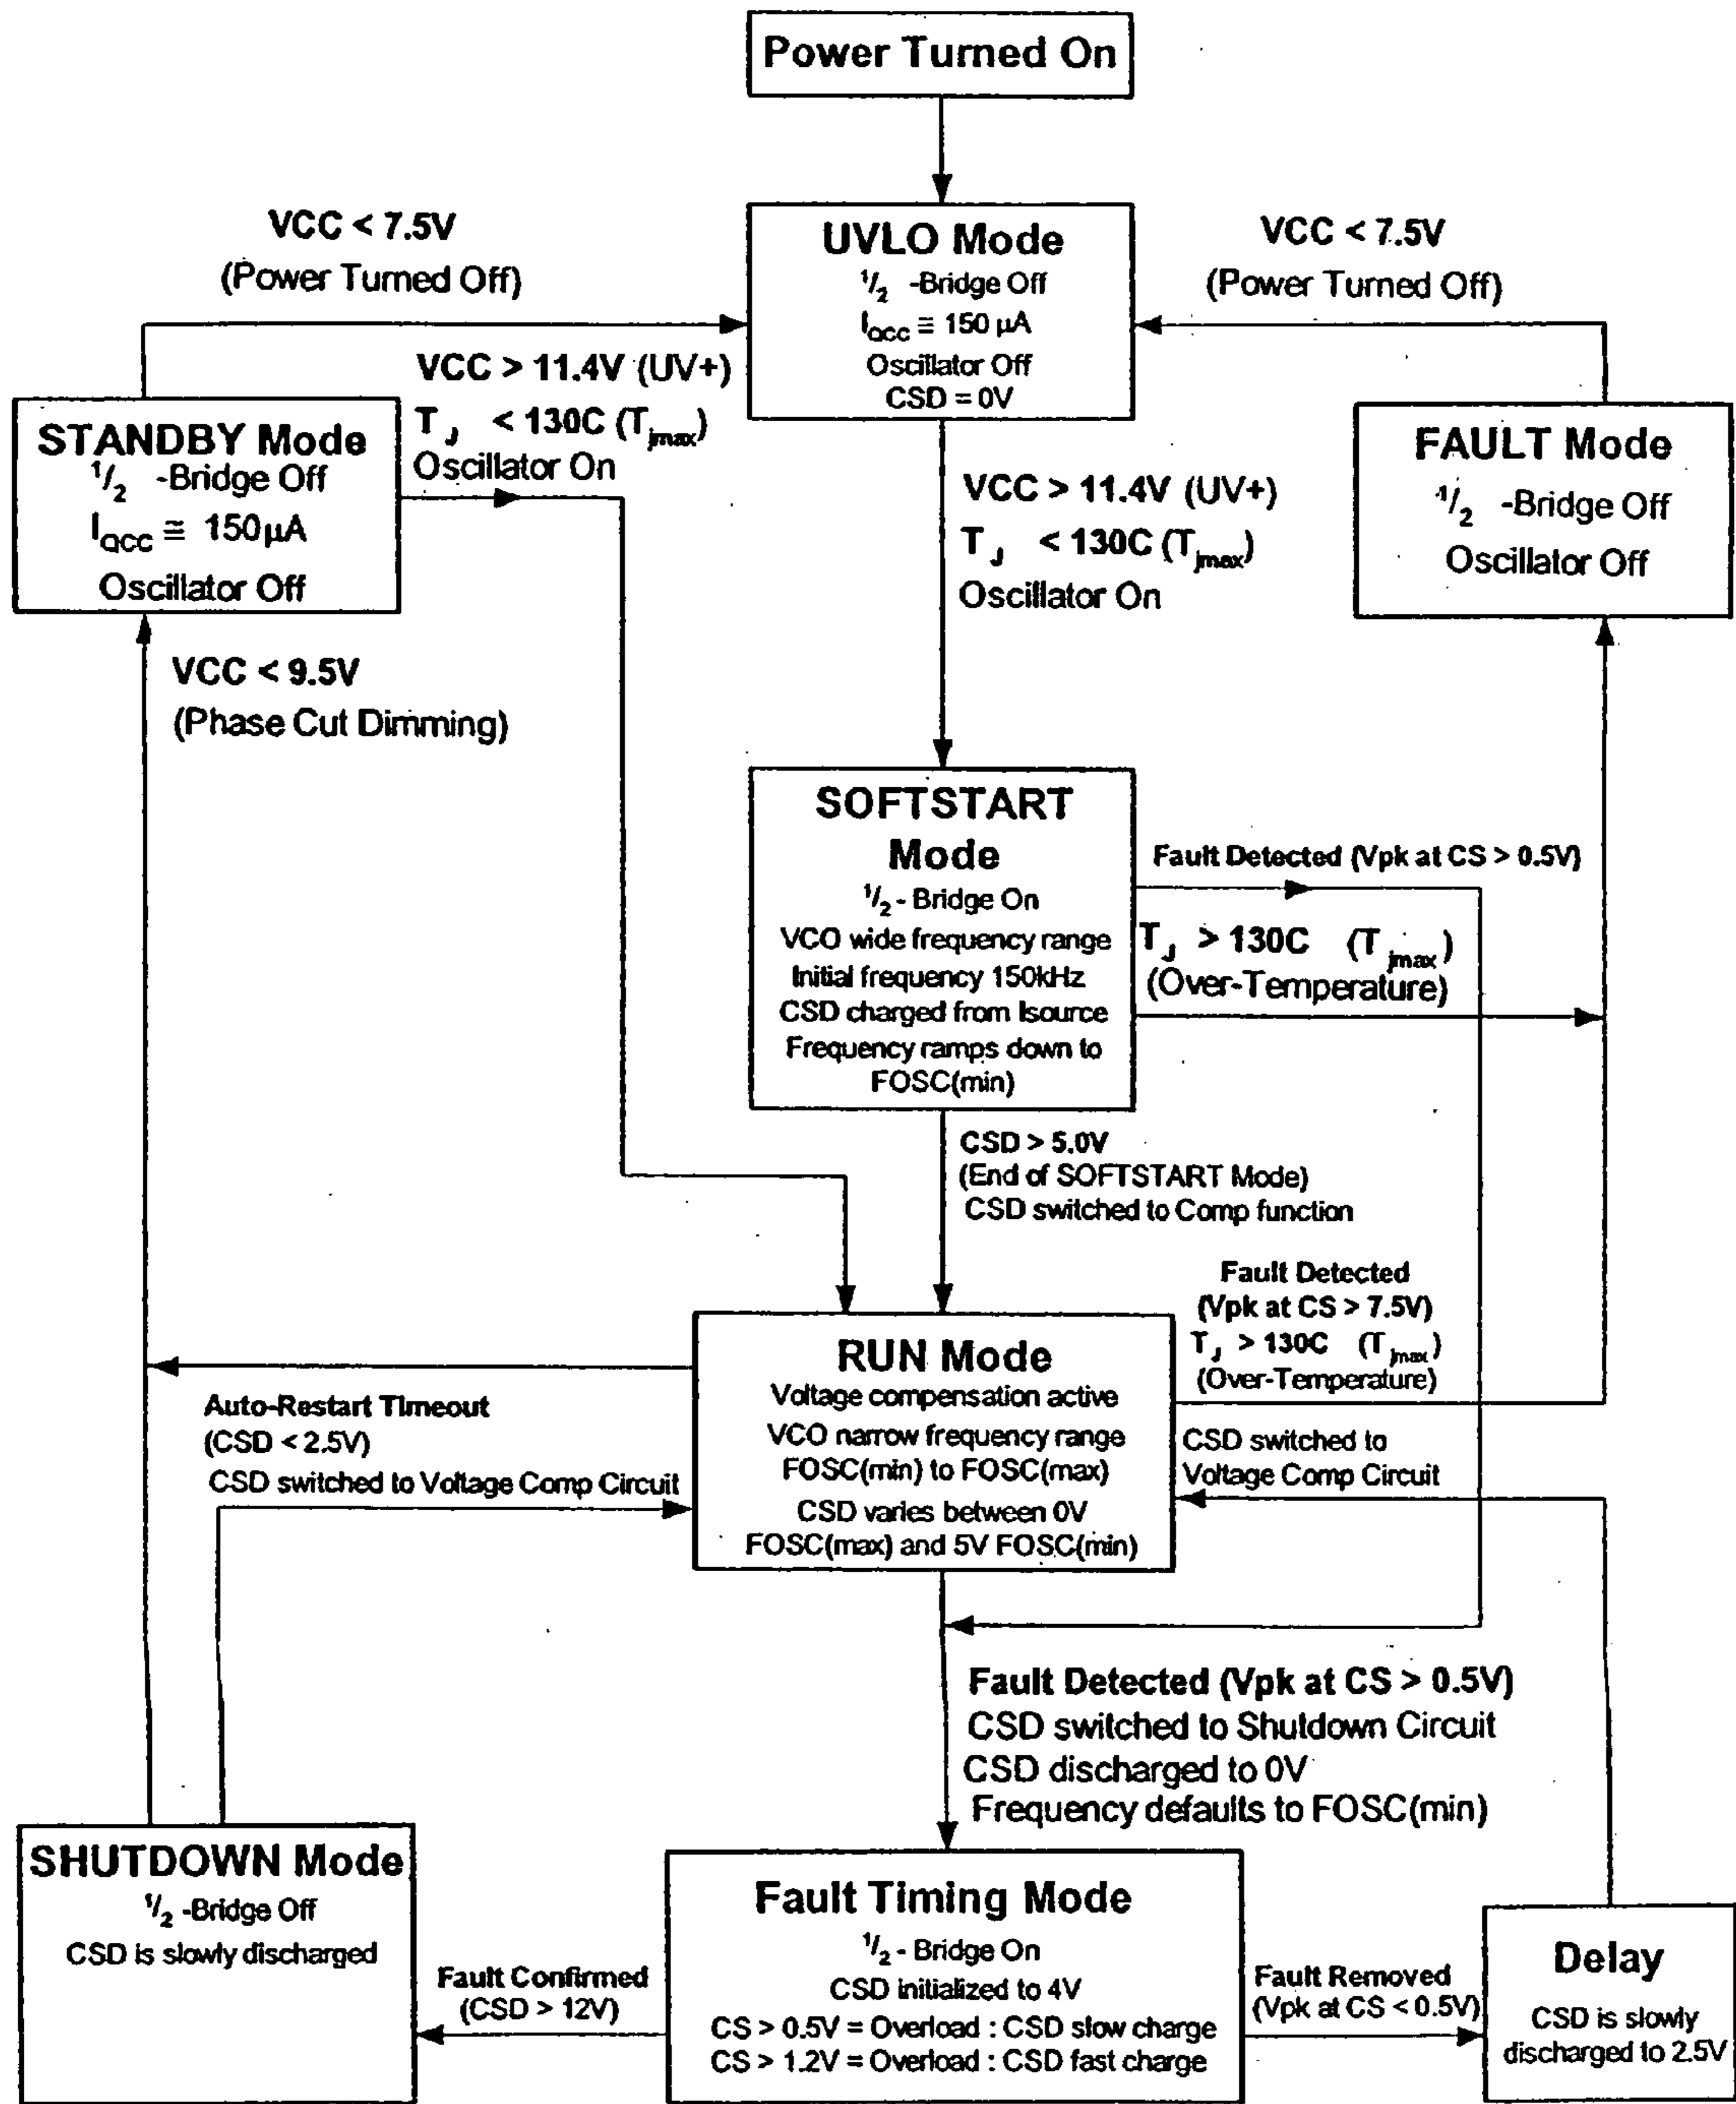 Power Turned On
VCC < 7.5V
(Power Turned Off)
UVLO Mode
1/2 -Bridge Off
IQCC ≅ 150 μA
Oscillator Off
CSD = 0V
VCC < 7.5V
(Power Turned Off)
VCC > 11.4V (UV+)
TJ < 130C (Tjmax)
Oscillator On
STANDBY Mode
1/2 -Bridge Off
IQCC ≅ 150μA
Oscillator Off
FAULT Mode
1/2 -Bridge Off
Oscillator Off
VCC > 11.4V (UV+)
TJ < 130C (Tjmax)
Oscillator On
VCC < 9.5V
(Phase Cut Dimming)
SOFTSTART
Mode
1/2 - Bridge On
VCO wide frequency range
Initial frequency 150kHz
CSD charged from Isource
Frequency ramps down to
FOSC(min)
Fault Detected (Vpk at CS > 0.5V)
TJ > 130C (Tjmax)
(Over-Temperature)
CSD > 5.0V
(End of SOFTSTART Mode)
CSD switched to Comp function
Fault Detected
(Vpk at CS > 7.5V)
TJ > 130C (Tjmax)
(Over-Temperature)
RUN Mode
Voltage compensation active
VCO narrow frequency range
FOSC(min) to FOSC(max)
CSD varies between 0V
FOSC(max) and 5V FOSC(min)
Auto-Restart Timeout
(CSD < 2.5V)
CSD switched to Voltage Comp Circuit
CSD switched to
Voltage Comp Circuit
Fault Detected (Vpk at CS > 0.5V)
CSD switched to Shutdown Circuit
CSD discharged to 0V
Frequency defaults to FOSC(min)
SHUTDOWN Mode
1/2 -Bridge Off
CSD is slowly discharged
Fault Confirmed
(CSD > 12V)
Fault Timing Mode
1/2 - Bridge On
CSD initialized to 4V
CS > 0.5V = Overload : CSD slow charge
CS > 1.2V = Overload : CSD fast charge
Fault Removed
(Vpk at CS < 0.5V)
Delay
CSD is slowly
discharged to 2.5V